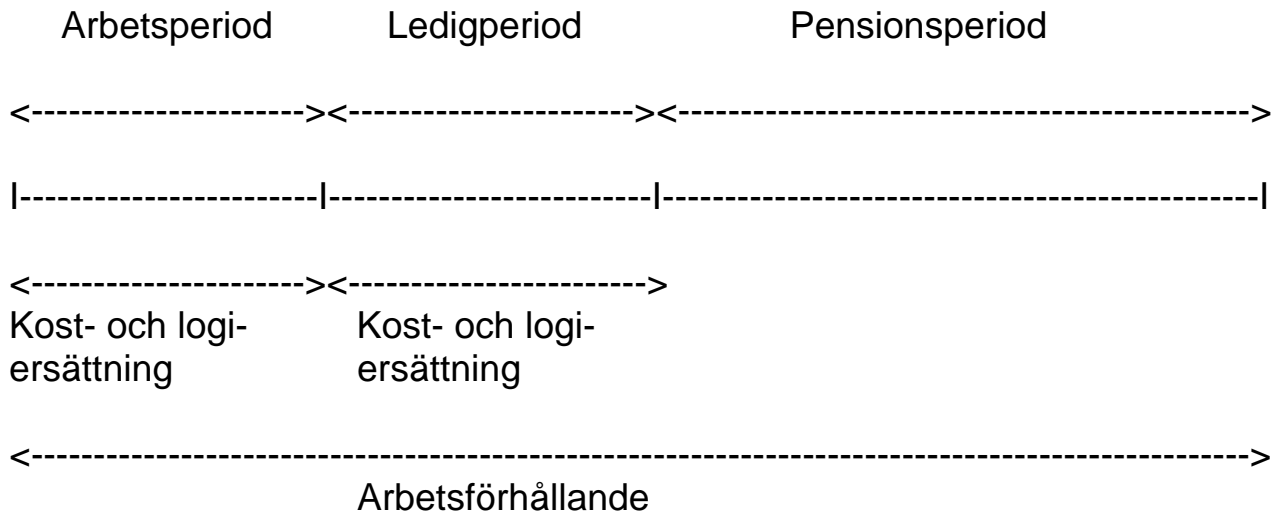 Arbetsperiod Ledigperiod Pensionsperiod
<----------------------><------------------------><---------------------------------------------->
|------------------------|--------------------------|------------------------------------------------|
<----------------------><------------------------>
Kost- och logi- Kost- och logi-
ersättning ersättning
<-------------------------------------------------------------------------------------------------->
Arbetsförhållande